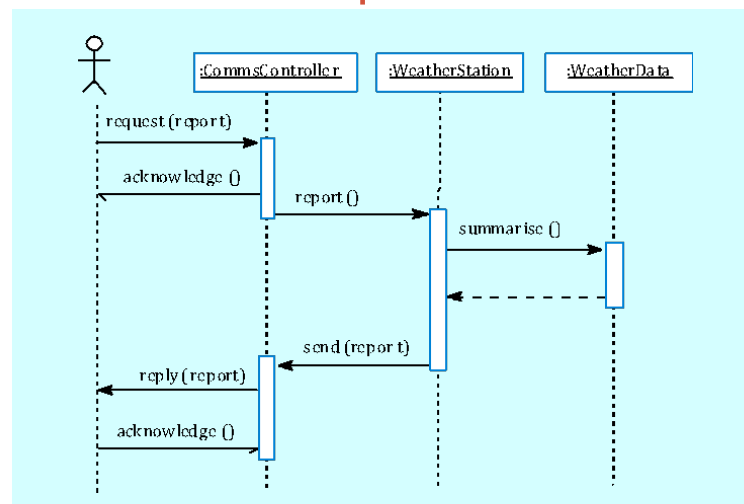 :CommsController
:WeatherStation
:WeatherData
request (report)
acknowledge ()
report ()
summarise ()
send (report)
reply (report)
acknowledge ()